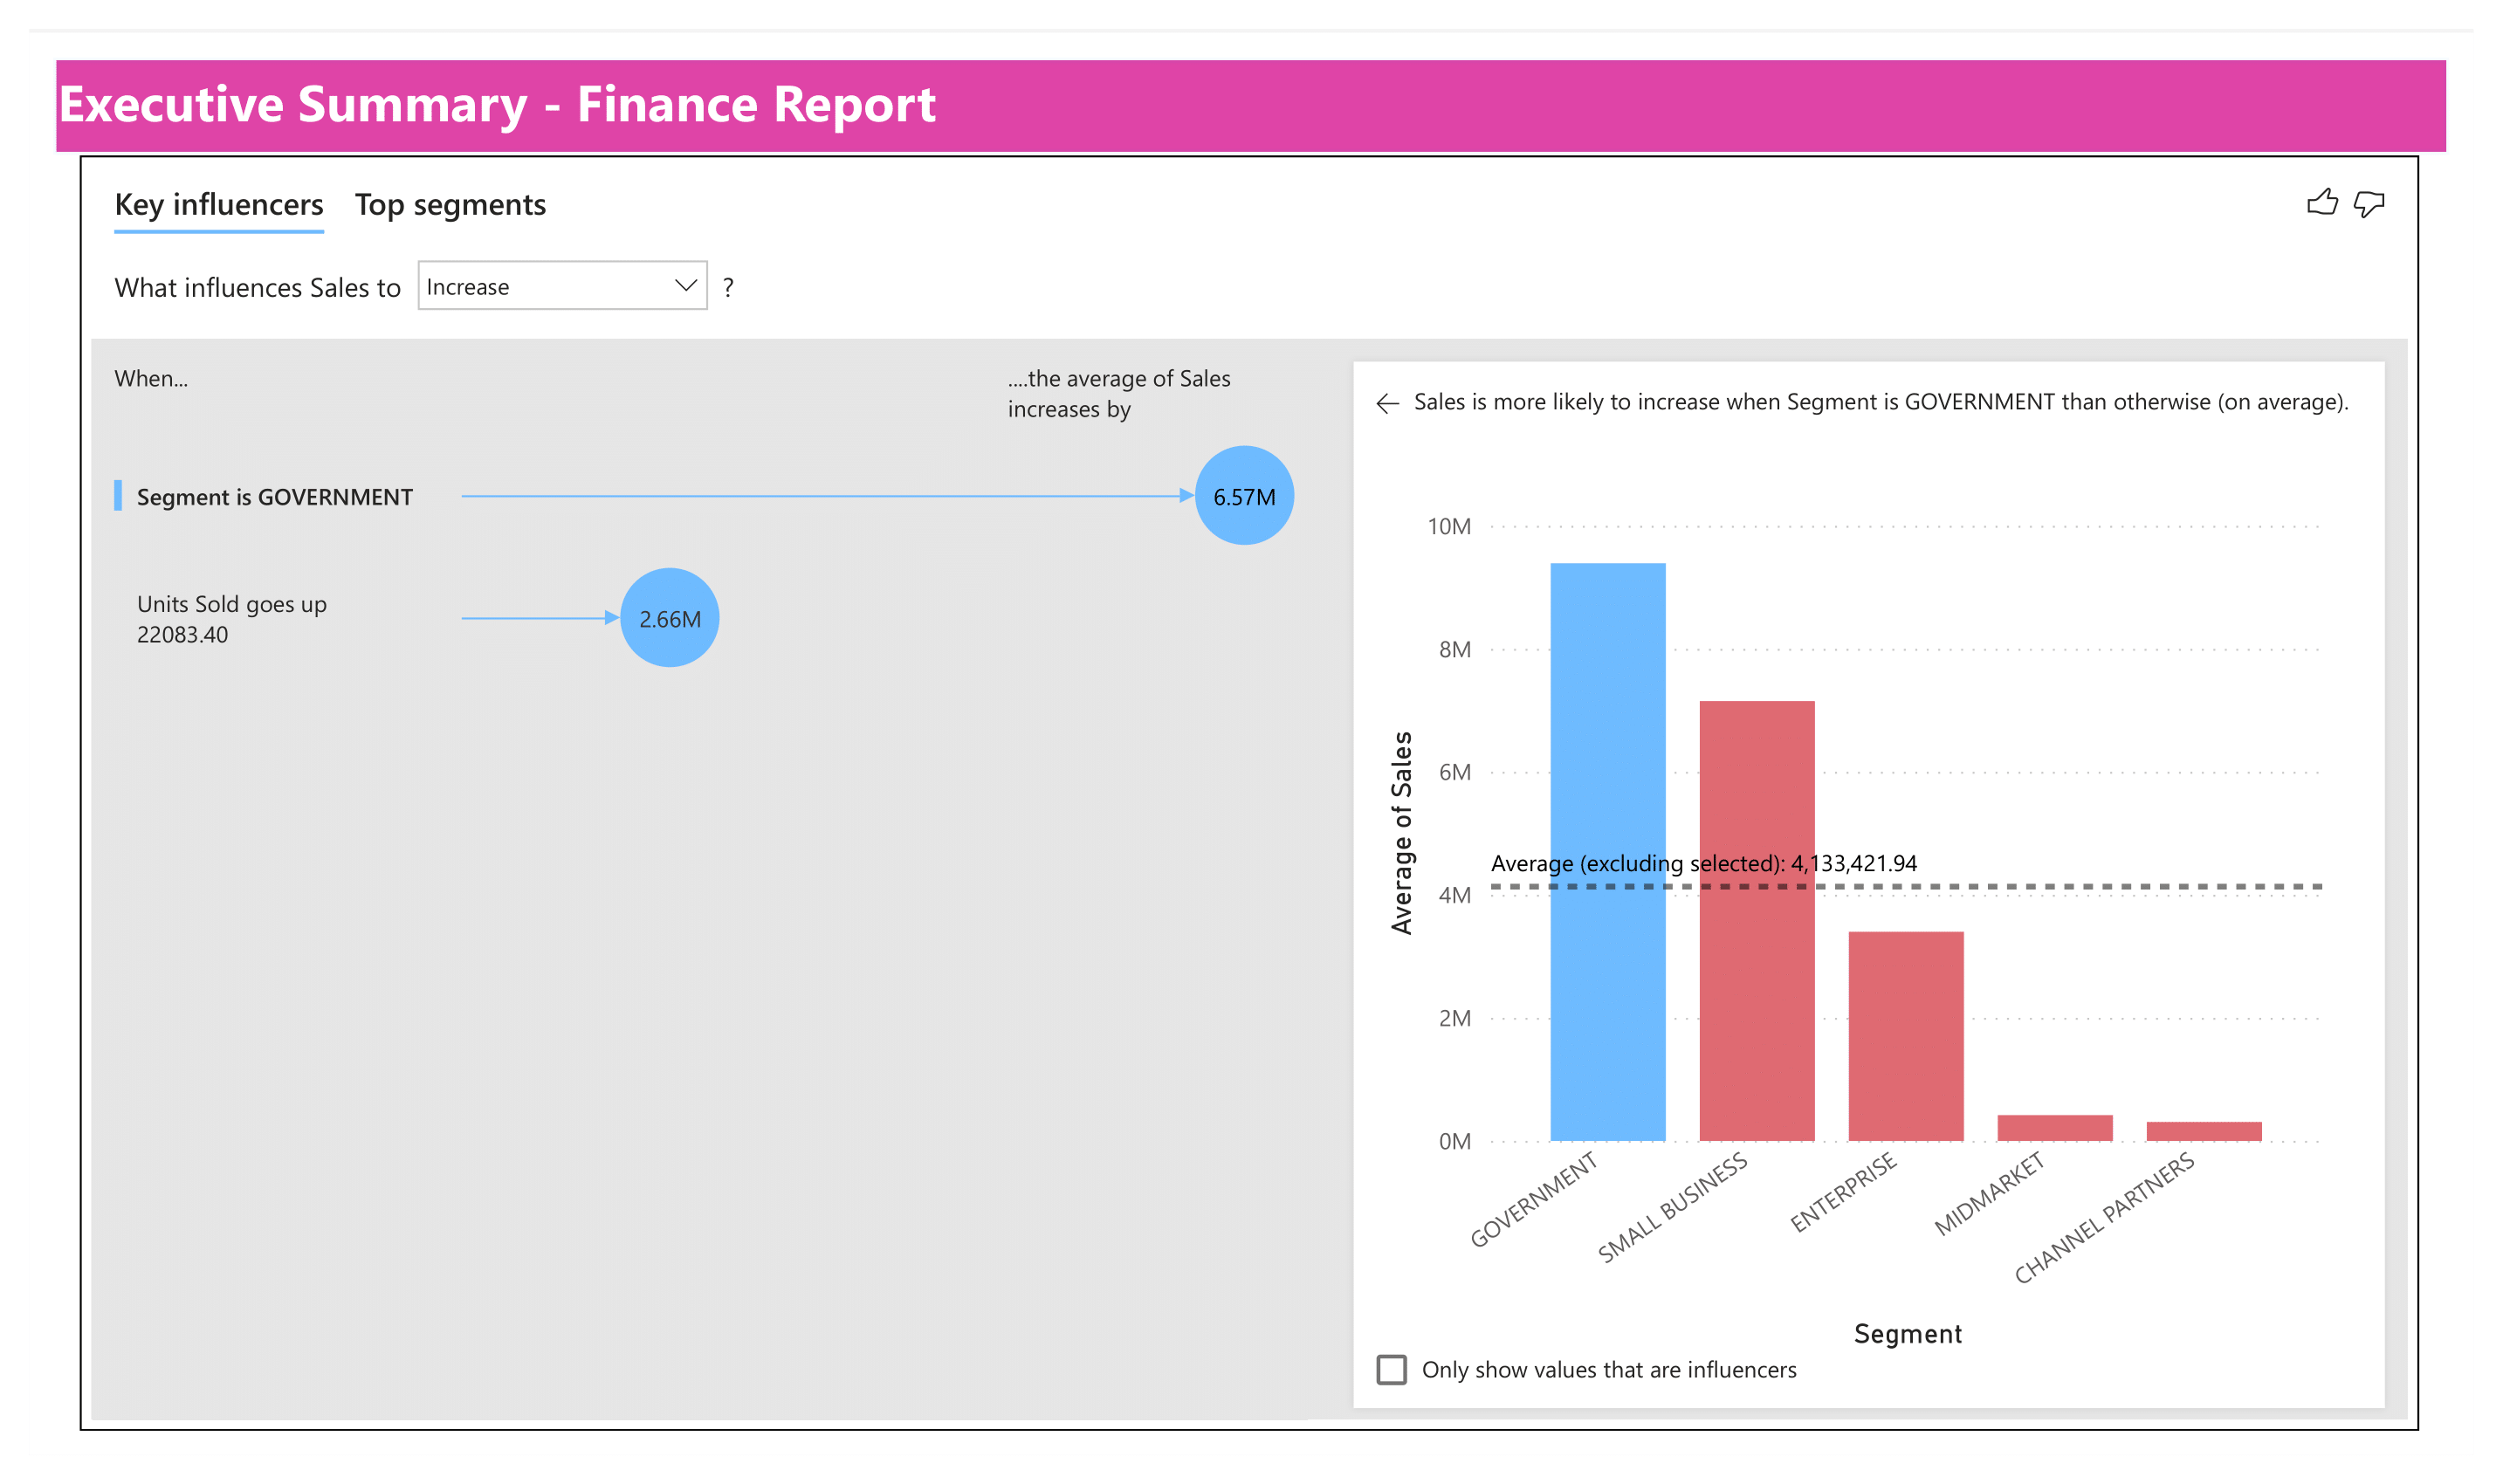 Executive Summary - Finance Report
Key influencers
Top segments
What influences Sales to
Increase
?
When...
....the average of Sales
increases by
Segment is GOVERNMENT
6.57M
Units Sold goes up
22083.40
2.66M
Sales is more likely to increase when Segment is GOVERNMENT than otherwise (on average).
10M
8M
6M
4M
2M
0M
Average of Sales
Average (excluding selected): 4,133,421.94
GOVERNMENT
SMALL BUSINESS
ENTERPRISE
MIDMARKET
CHANNEL PARTNERS
Segment
Only show values that are influencers